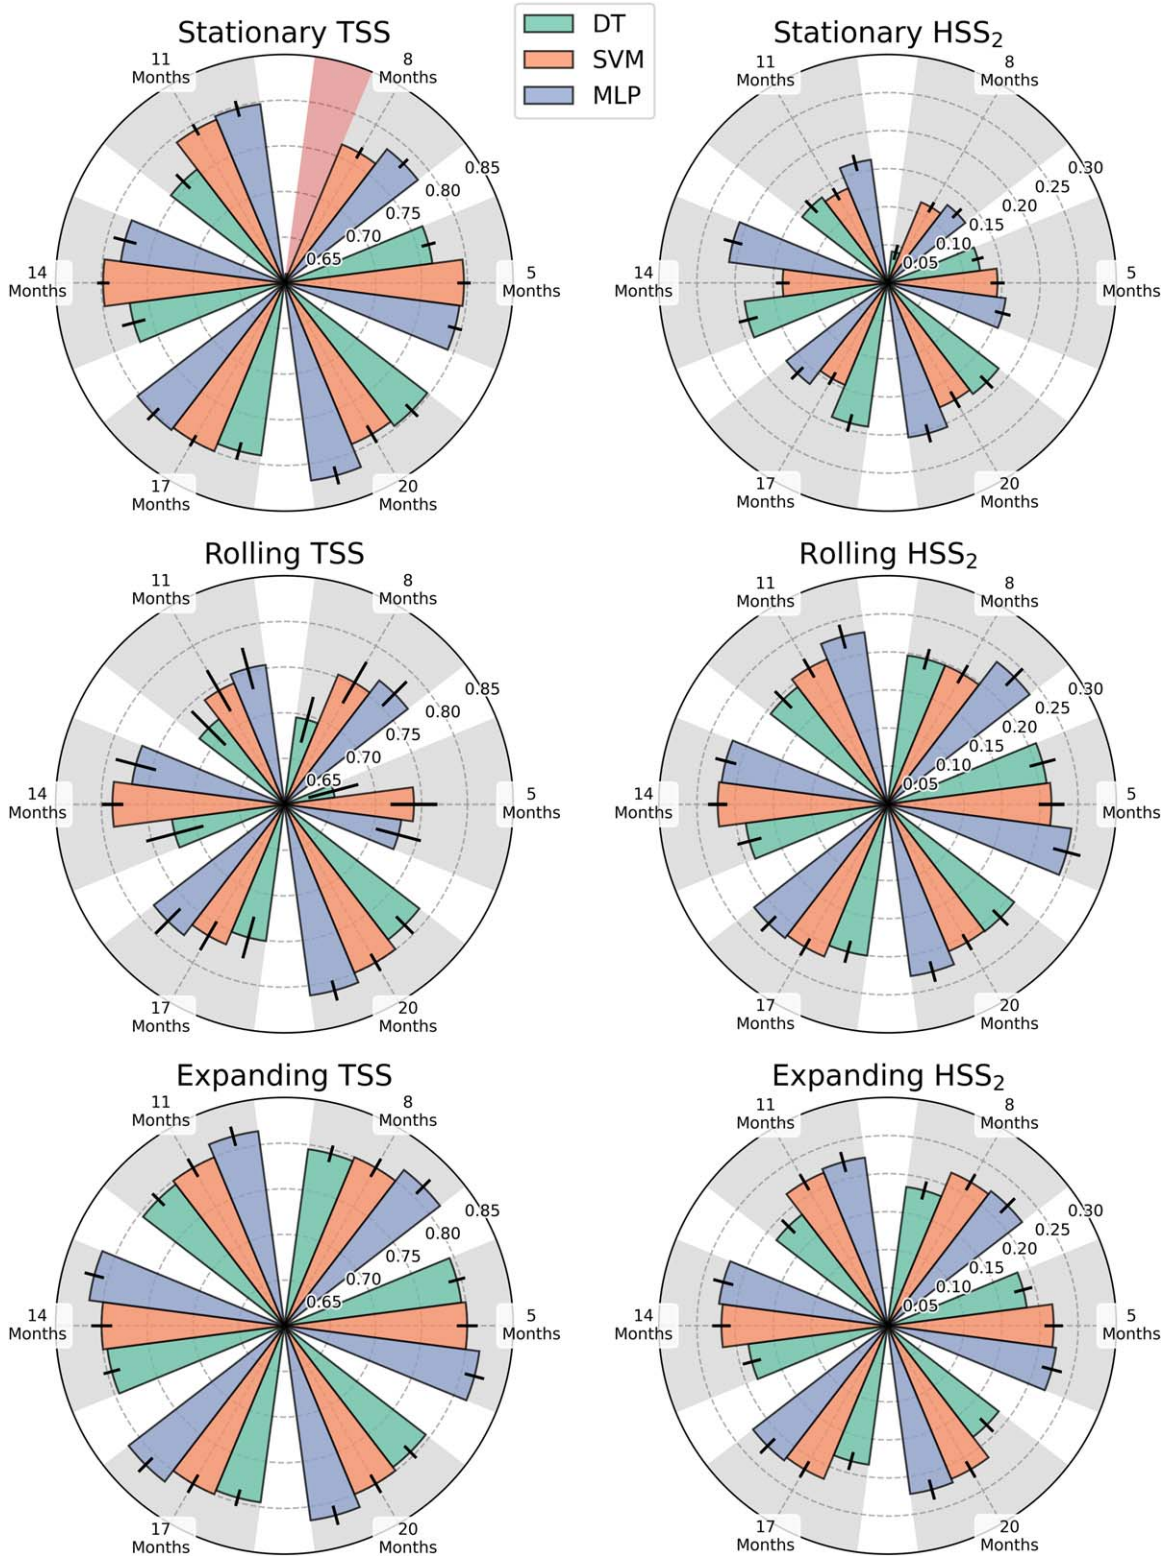 Stationary TSS
DT
SVM
MLP
Stationary HSS₂
11
Months
8
Months
0.85
0.80
0.75
0.70
0.65
14
Months
5
Months
17
Months
20
Months
11
Months
8
Months
0.30
0.25
0.20
0.15
0.10
0.05
14
Months
5
Months
17
Months
20
Months
Rolling TSS
11
Months
8
Months
0.85
0.80
0.75
0.70
0.65
14
Months
5
Months
17
Months
20
Months
Rolling HSS₂
11
Months
8
Months
0.30
0.25
0.20
0.15
0.10
0.05
14
Months
5
Months
17
Months
20
Months
Expanding TSS
11
Months
8
Months
0.85
0.80
0.75
0.70
0.65
14
Months
5
Months
17
Months
20
Months
Expanding HSS₂
11
Months
8
Months
0.30
0.25
0.20
0.15
0.10
0.05
14
Months
5
Months
17
Months
20
Months